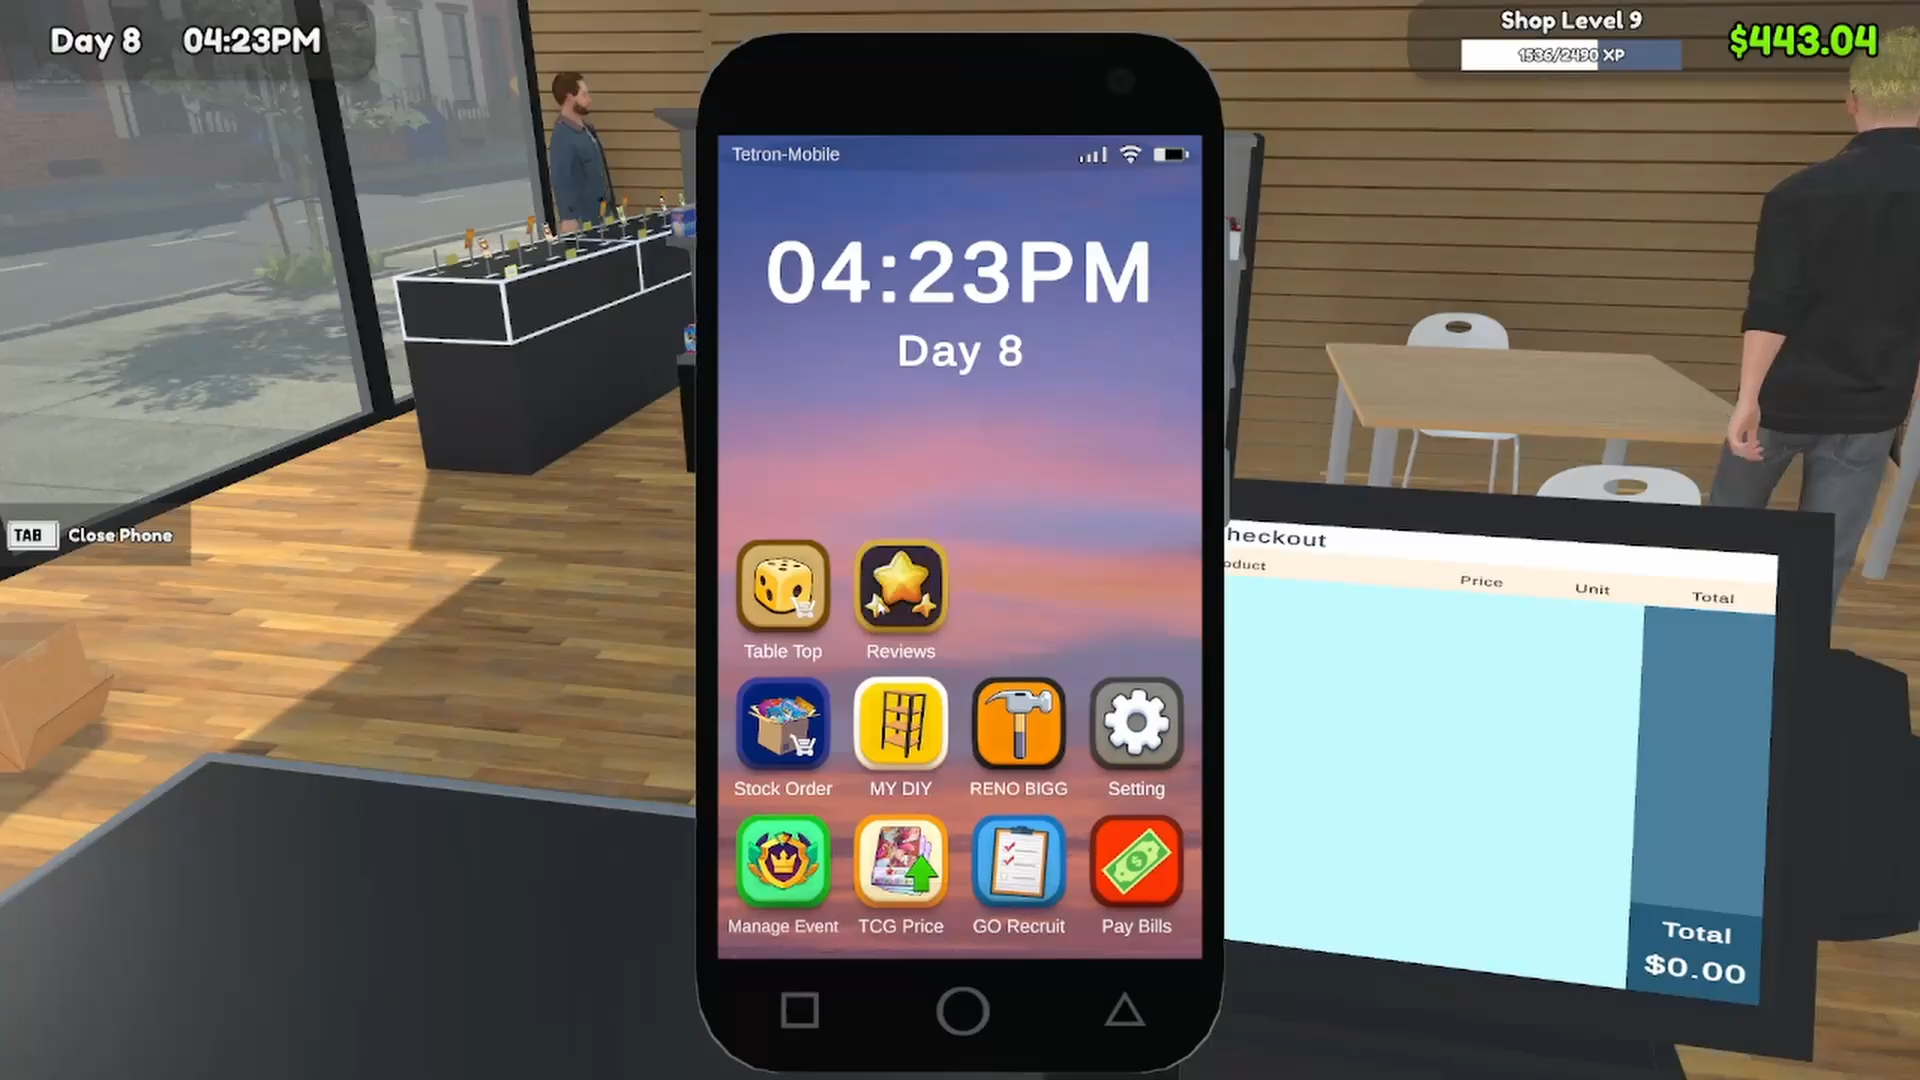 Day 8 04:23PM
Shop Level 9
1536/2490 XP
$443.04
Tetron-Mobile
04:23PM
Day 8
TAB Close Phone
Table Top
Reviews
Stock Order
MY DIY
RENO BIGG
Setting
Manage Event
TCG Price
GO Recruit
Pay Bills
heckout
oduct Price Unit Total
Total
$0.00